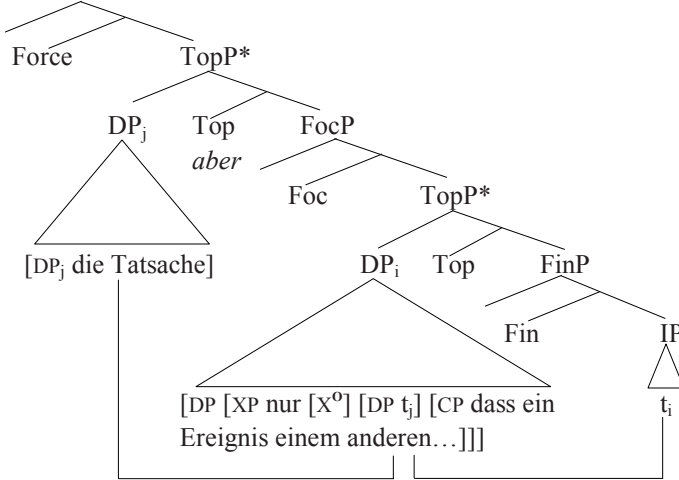 Force TopP*
DPj Top FocP
aber
Foc TopP*
[DPj die Tatsache] DPi Top FinP
Fin IP
[DP [XP nur [X⁰] [DP tj] [CP dass ein ti
Ereignis einem anderen…]]]